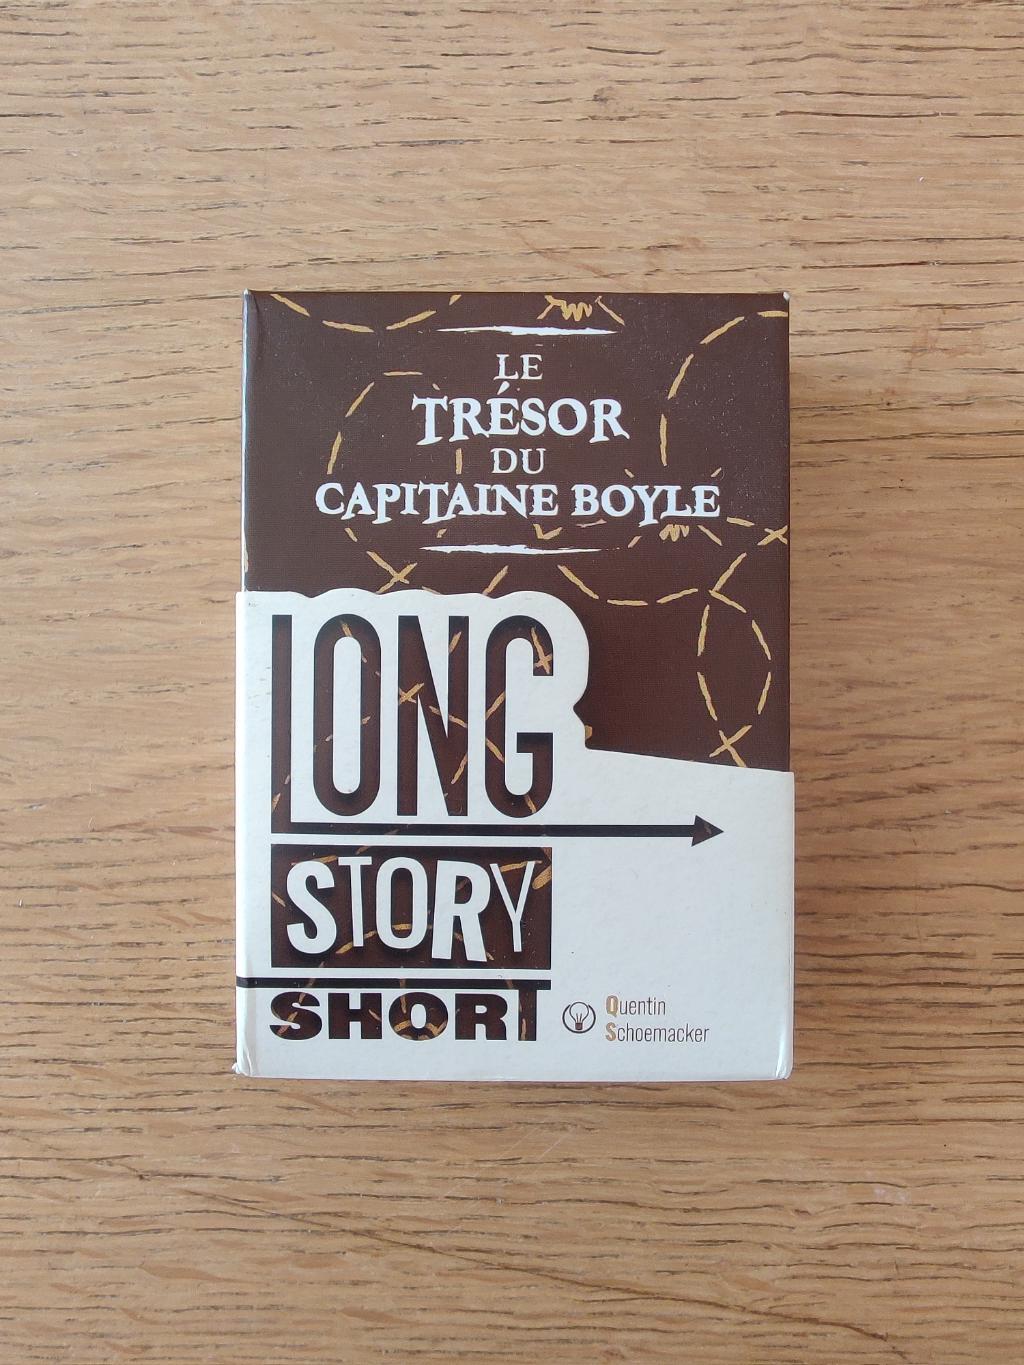 LE
TRÉSOR
DU
CAPITAINE BOYLE
LONG
STORY
SHORT
Quentin
Schoemacker